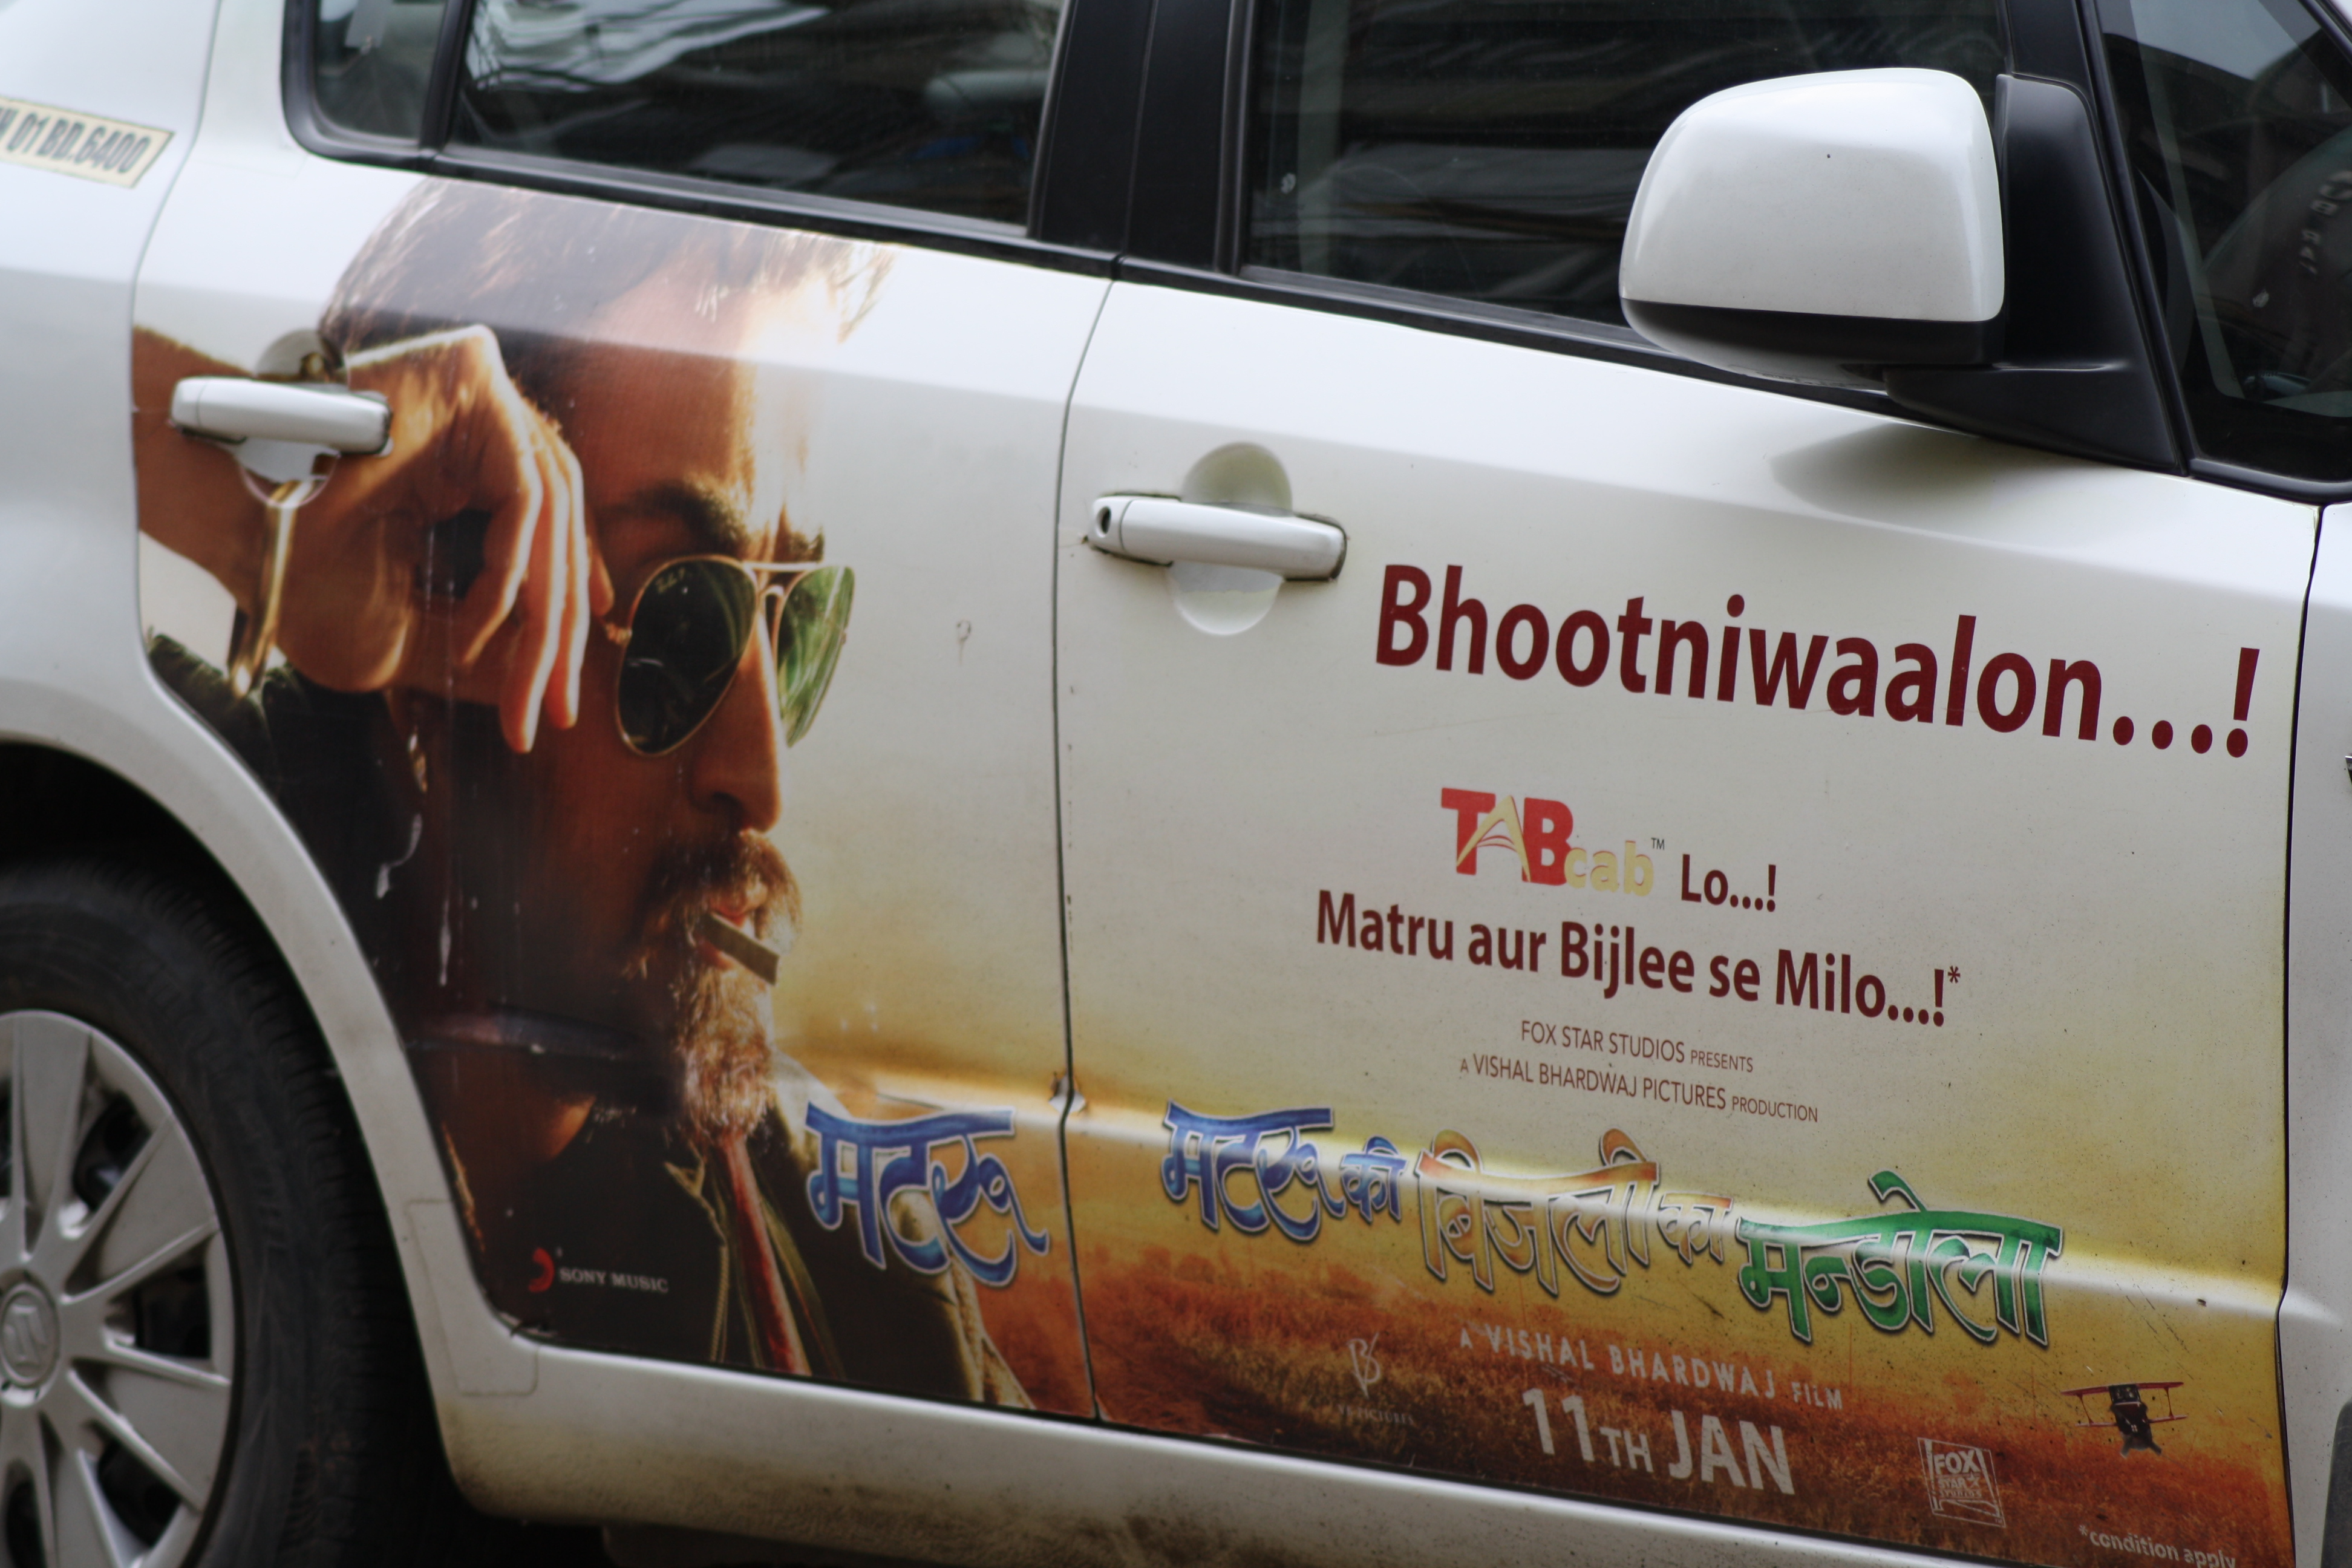 01 BD.6400
Bhootniwaalon...!
TABcab™ Lo...!
Matru aur Bijlee se Milo...!*
FOX STAR STUDIOS PRESENTS
A VISHAL BHARDWAJ PICTURES PRODUCTION
मटरू
मटरू की बिजली का मन्डोला
SONY MUSIC
A VISHAL BHARDWAJ FILM
11TH JAN
FOX
STAR
STUDIOS
*condition apply